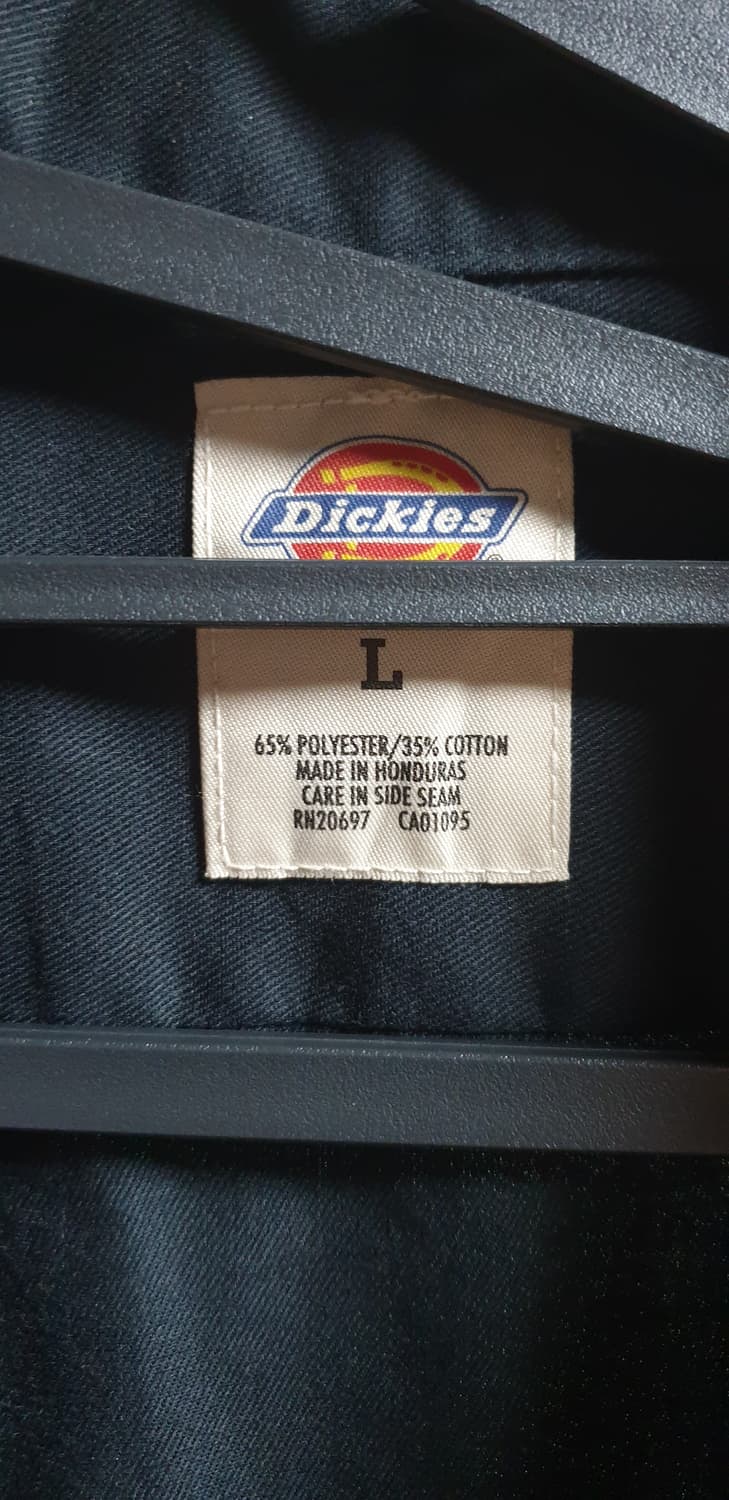 Dickies
L
65% POLYESTER/35% COTTON
MADE IN HONDURAS
CARE IN SIDE SEAM
RN20697 CA01095